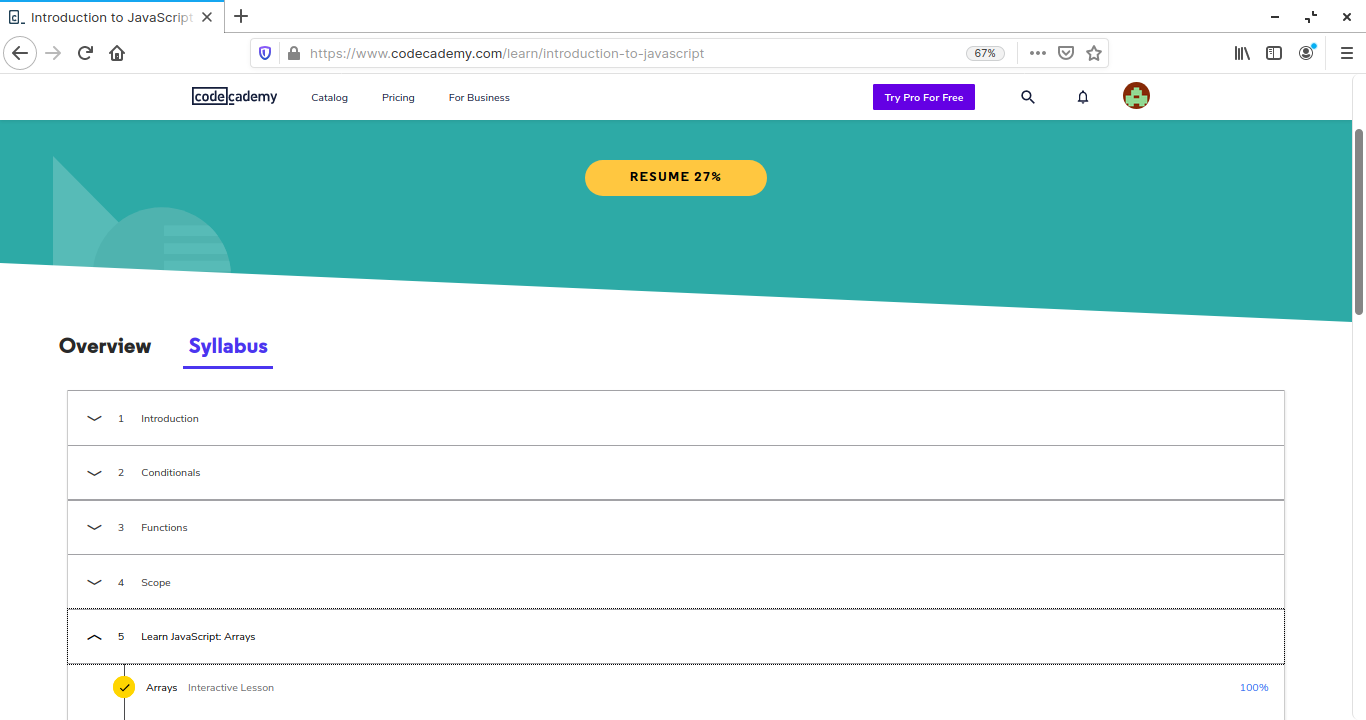 Introduction to JavaScript
https://www.codecademy.com/learn/introduction-to-javascript
67%
codecademy
Catalog
Pricing
For Business
Try Pro For Free
RESUME 27%
Overview
Syllabus
1 Introduction
2 Conditionals
3 Functions
4 Scope
5 Learn JavaScript: Arrays
Arrays Interactive Lesson 100%